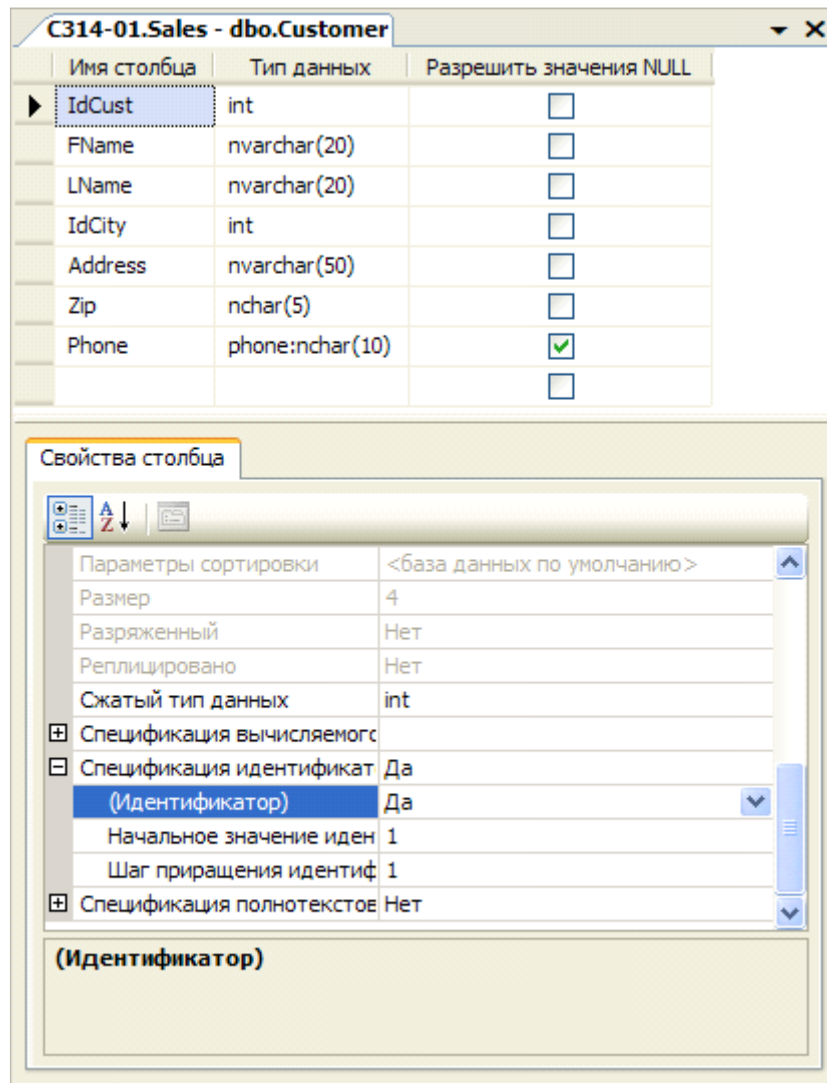 C314-01.Sales - dbo.Customer
Имя столбца Тип данных Разрешить значения NULL
IdCust int
FName nvarchar(20)
LName nvarchar(20)
IdCity int
Address nvarchar(50)
Zip nchar(5)
Phone phone:nchar(10)
Свойства столбца
Параметры сортировки <база данных по умолчанию>
Размер 4
Разряженный Нет
Реплицировано Нет
Сжатый тип данных int
Спецификация вычисляемого
Спецификация идентификат Да
(Идентификатор) Да
Начальное значение иден 1
Шаг приращения идентиф 1
Спецификация полнотекстов Нет
(Идентификатор)